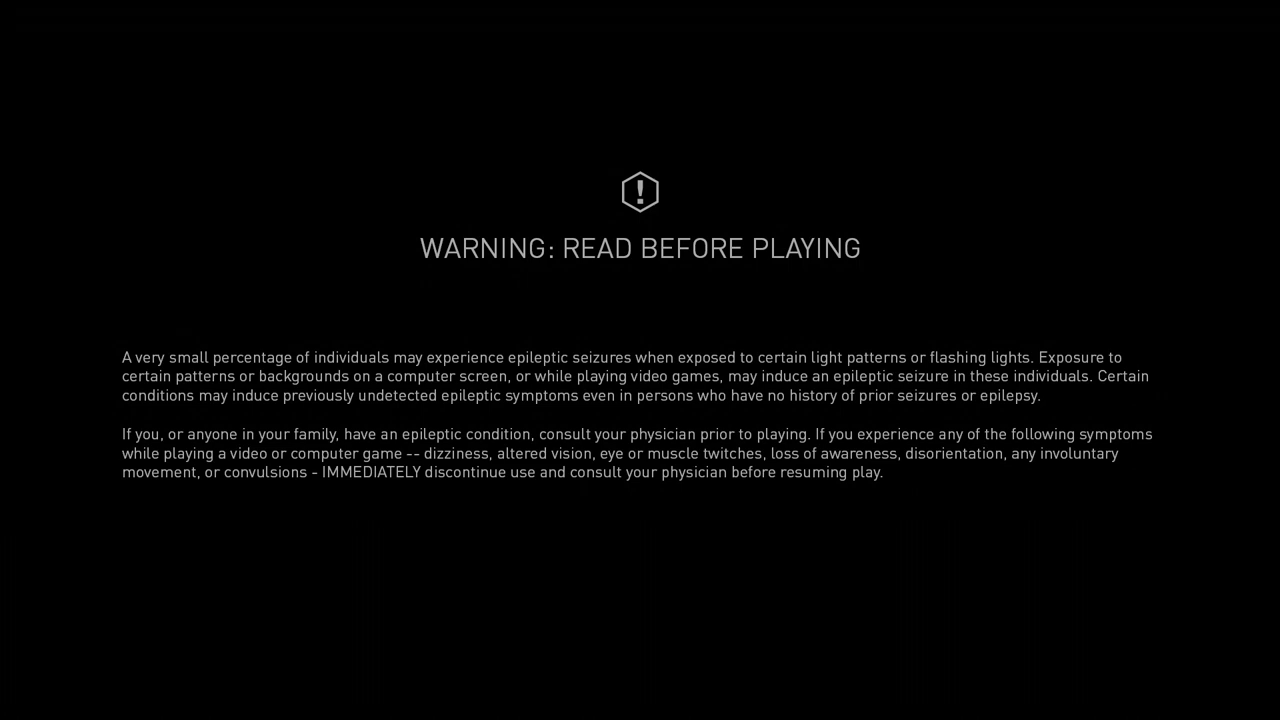 WARNING: READ BEFORE PLAYING
A very small percentage of individuals may experience epileptic seizures when exposed to certain light patterns or flashing lights. Exposure to
certain patterns or backgrounds on a computer screen, or while playing video games, may induce an epileptic seizure in these individuals. Certain
conditions may induce previously undetected epileptic symptoms even in persons who have no history of prior seizures or epilepsy.
If you, or anyone in your family, have an epileptic condition, consult your physician prior to playing. If you experience any of the following symptoms
while playing a video or computer game -- dizziness, altered vision, eye or muscle twitches, loss of awareness, disorientation, any involuntary
movement, or convulsions - IMMEDIATELY discontinue use and consult your physician before resuming play.